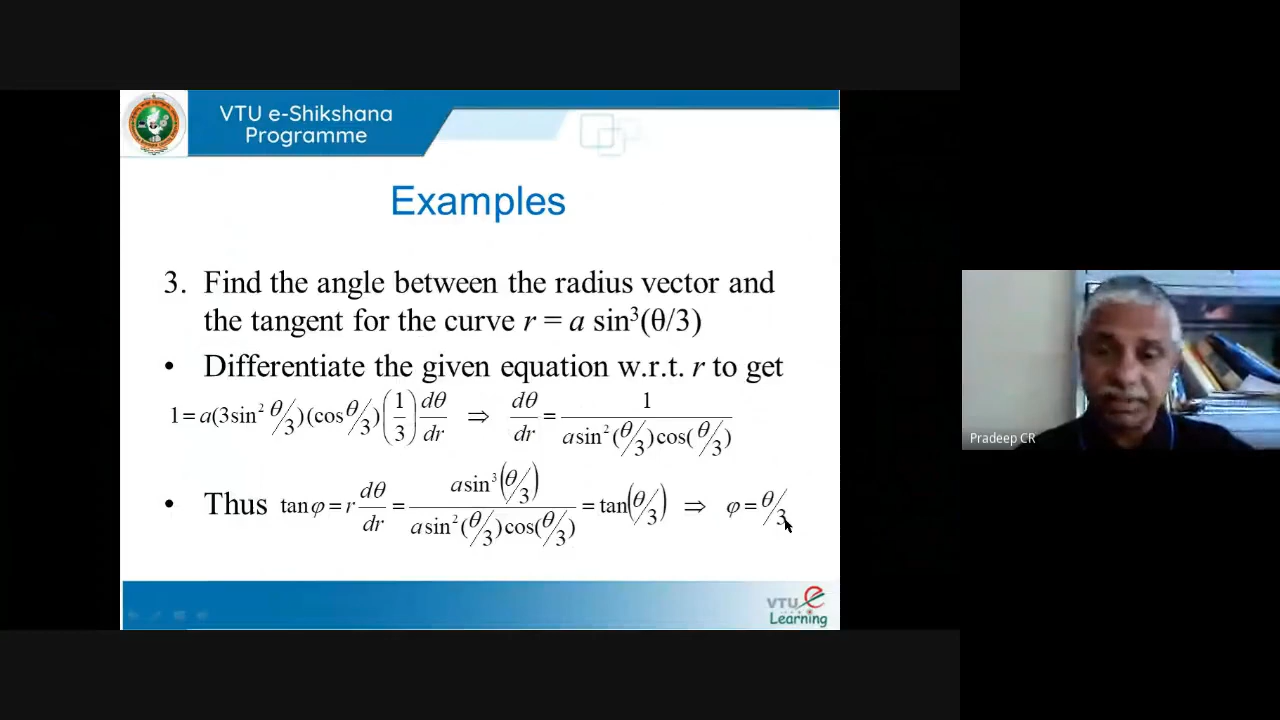 VTU e-Shikshana
Programme
Examples
3. Find the angle between the radius vector and
the tangent for the curve r = a sin³(θ/3)
• Differentiate the given equation w.r.t. r to get
1 = a(3sin² θ/3)(cos θ/3)(1/3) dθ/dr ⇒ dθ/dr = 1/(a sin²(θ/3)cos(θ/3))
• Thus tan φ = r dθ/dr = a sin³(θ/3)/(a sin²(θ/3)cos(θ/3)) = tan(θ/3) ⇒ φ = θ/3
Pradeep CR
VTU e
Learning